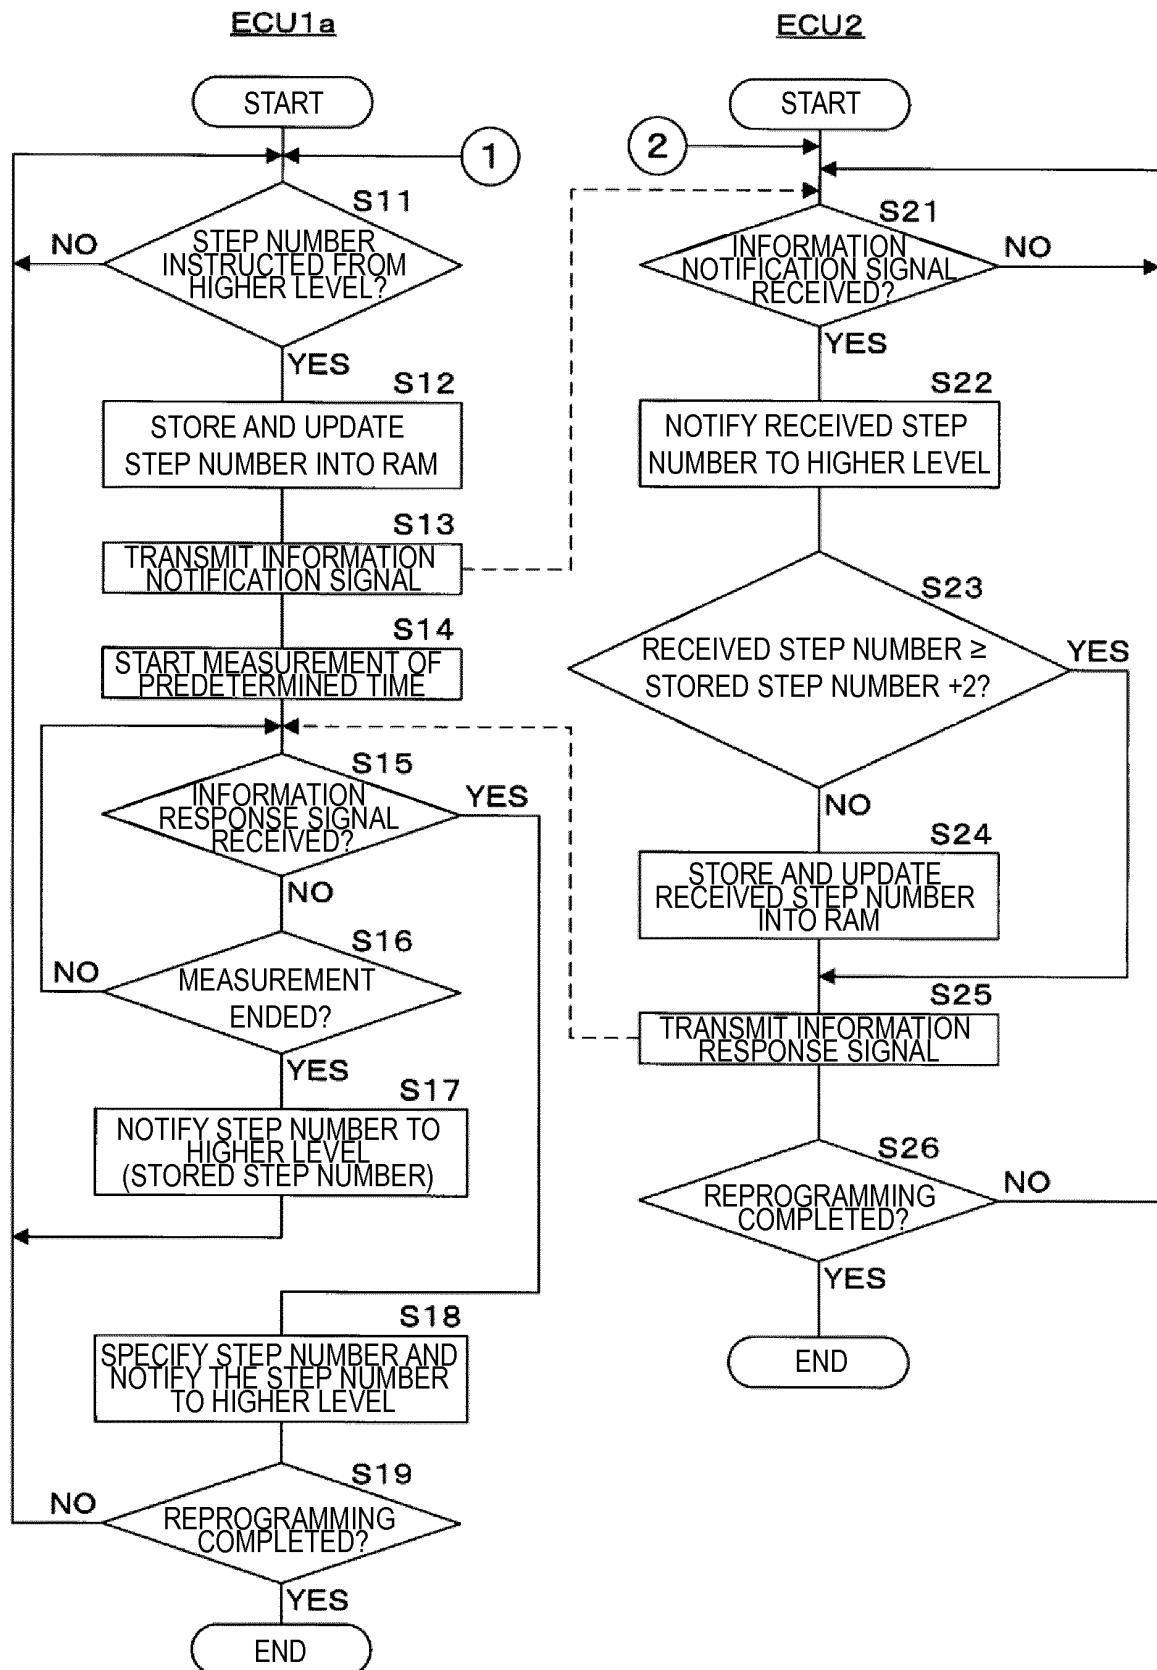 ECU1a
START
1
S11
STEP NUMBER
INSTRUCTED FROM
HIGHER LEVEL?
NO
YES
S12
STORE AND UPDATE
STEP NUMBER INTO RAM
S13
TRANSMIT INFORMATION
NOTIFICATION SIGNAL
S14
START MEASUREMENT OF
PREDETERMINED TIME
S15
INFORMATION
RESPONSE SIGNAL
RECEIVED?
YES
NO
S16
MEASUREMENT
ENDED?
NO
YES
S17
NOTIFY STEP NUMBER TO
HIGHER LEVEL
(STORED STEP NUMBER)
S18
SPECIFY STEP NUMBER AND
NOTIFY THE STEP NUMBER
TO HIGHER LEVEL
S19
REPROGRAMMING
COMPLETED?
NO
YES
END
ECU2
START
2
S21
INFORMATION
NOTIFICATION SIGNAL
RECEIVED?
NO
YES
S22
NOTIFY RECEIVED STEP
NUMBER TO HIGHER LEVEL
S23
RECEIVED STEP NUMBER ≥
STORED STEP NUMBER +2?
YES
NO
S24
STORE AND UPDATE
RECEIVED STEP NUMBER
INTO RAM
S25
TRANSMIT INFORMATION
RESPONSE SIGNAL
S26
REPROGRAMMING
COMPLETED?
NO
YES
END